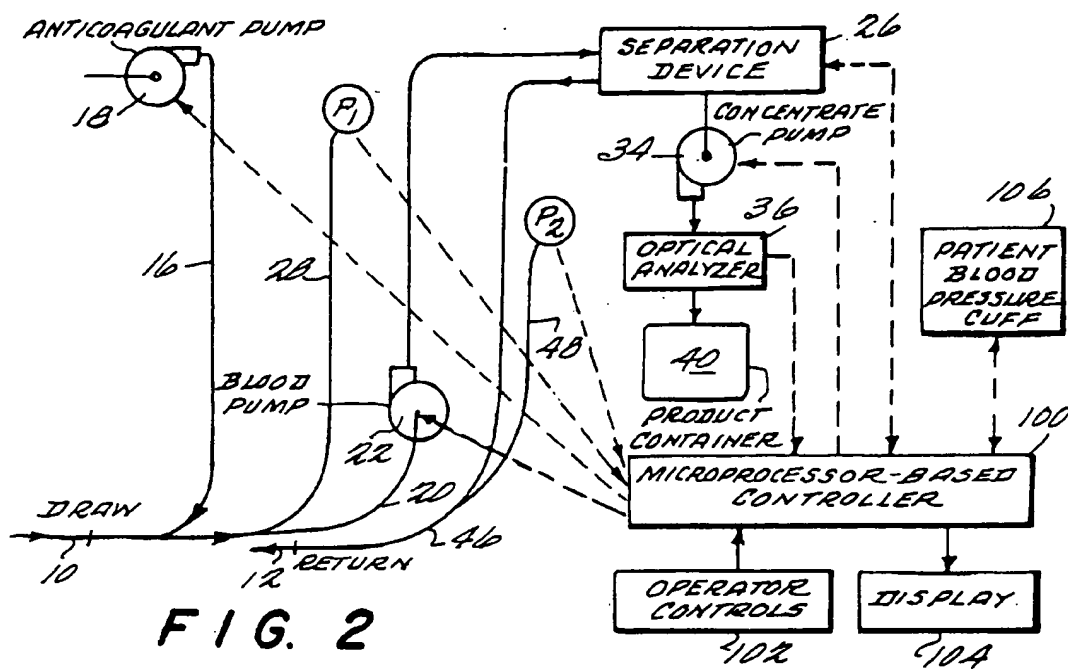 ANTICOAGULANT PUMP
18
SEPARATION
DEVICE
26
P1
CONCENTRATE
PUMP
34
P2
36
OPTICAL
ANALYZER
106
PATIENT
BLOOD
PRESSURE
CUFF
16
28
48
40
BLOOD
PUMP
22
PRODUCT
CONTAINER
100
MICROPROCESSOR-BASED
CONTROLLER
DRAW
20
10
12
RETURN
46
OPERATOR
CONTROLS
102
DISPLAY
104
FIG. 2